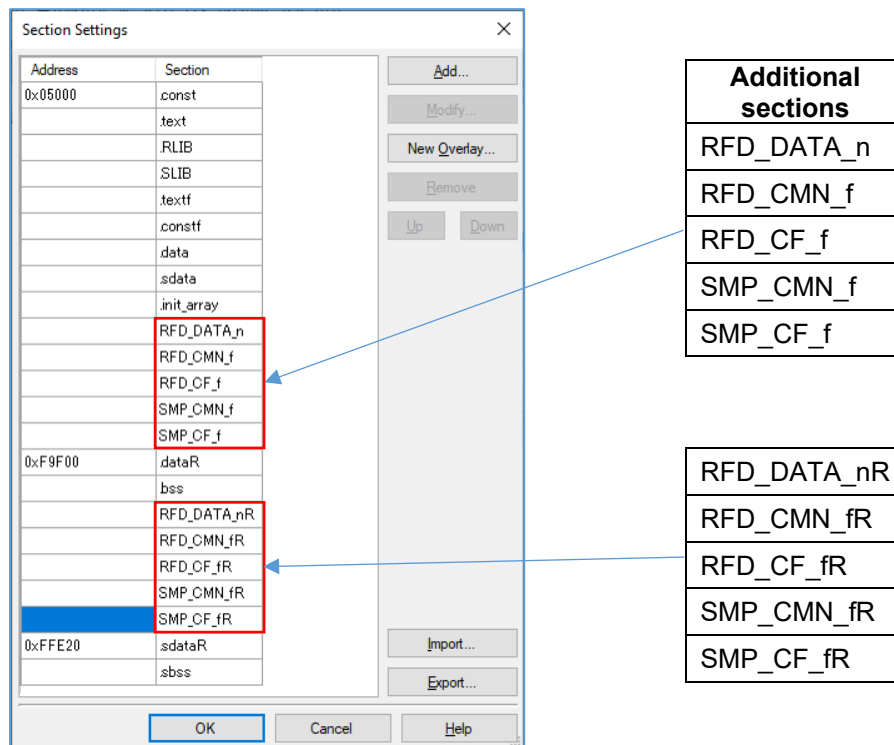 Section Settings
Address Section
0x05000 .const
.text
.RLIB
.SLIB
.textf
.constf
.data
.sdata
.init_array
RFD_DATA_n
RFD_CMN_f
RFD_CF_f
SMP_CMN_f
SMP_CF_f
0xF9F00 .dataR
.bss
RFD_DATA_nR
RFD_CMN_fR
RFD_CF_fR
SMP_CMN_fR
SMP_CF_fR
0xFFE20 .sdataR
.sbss
Add...
Modify...
New Overlay...
Remove
Up Down
Import...
Export...
OK Cancel Help
Additional
sections
RFD_DATA_n
RFD_CMN_f
RFD_CF_f
SMP_CMN_f
SMP_CF_f
RFD_DATA_nR
RFD_CMN_fR
RFD_CF_fR
SMP_CMN_fR
SMP_CF_fR